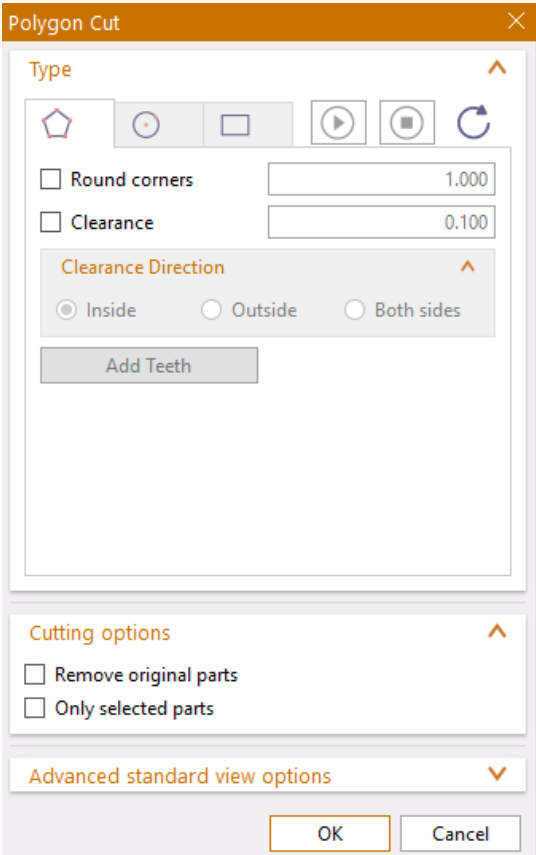 Polygon Cut
Type
Round corners 1.000
Clearance 0.100
Clearance Direction
Inside Outside Both sides
Add Teeth
Cutting options
Remove original parts
Only selected parts
Advanced standard view options
OK Cancel